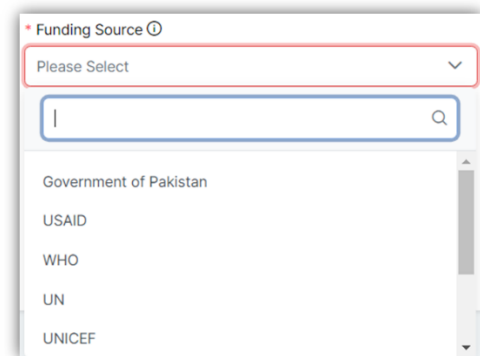 * Funding Source
Please Select
Government of Pakistan
USAID
WHO
UN
UNICEF